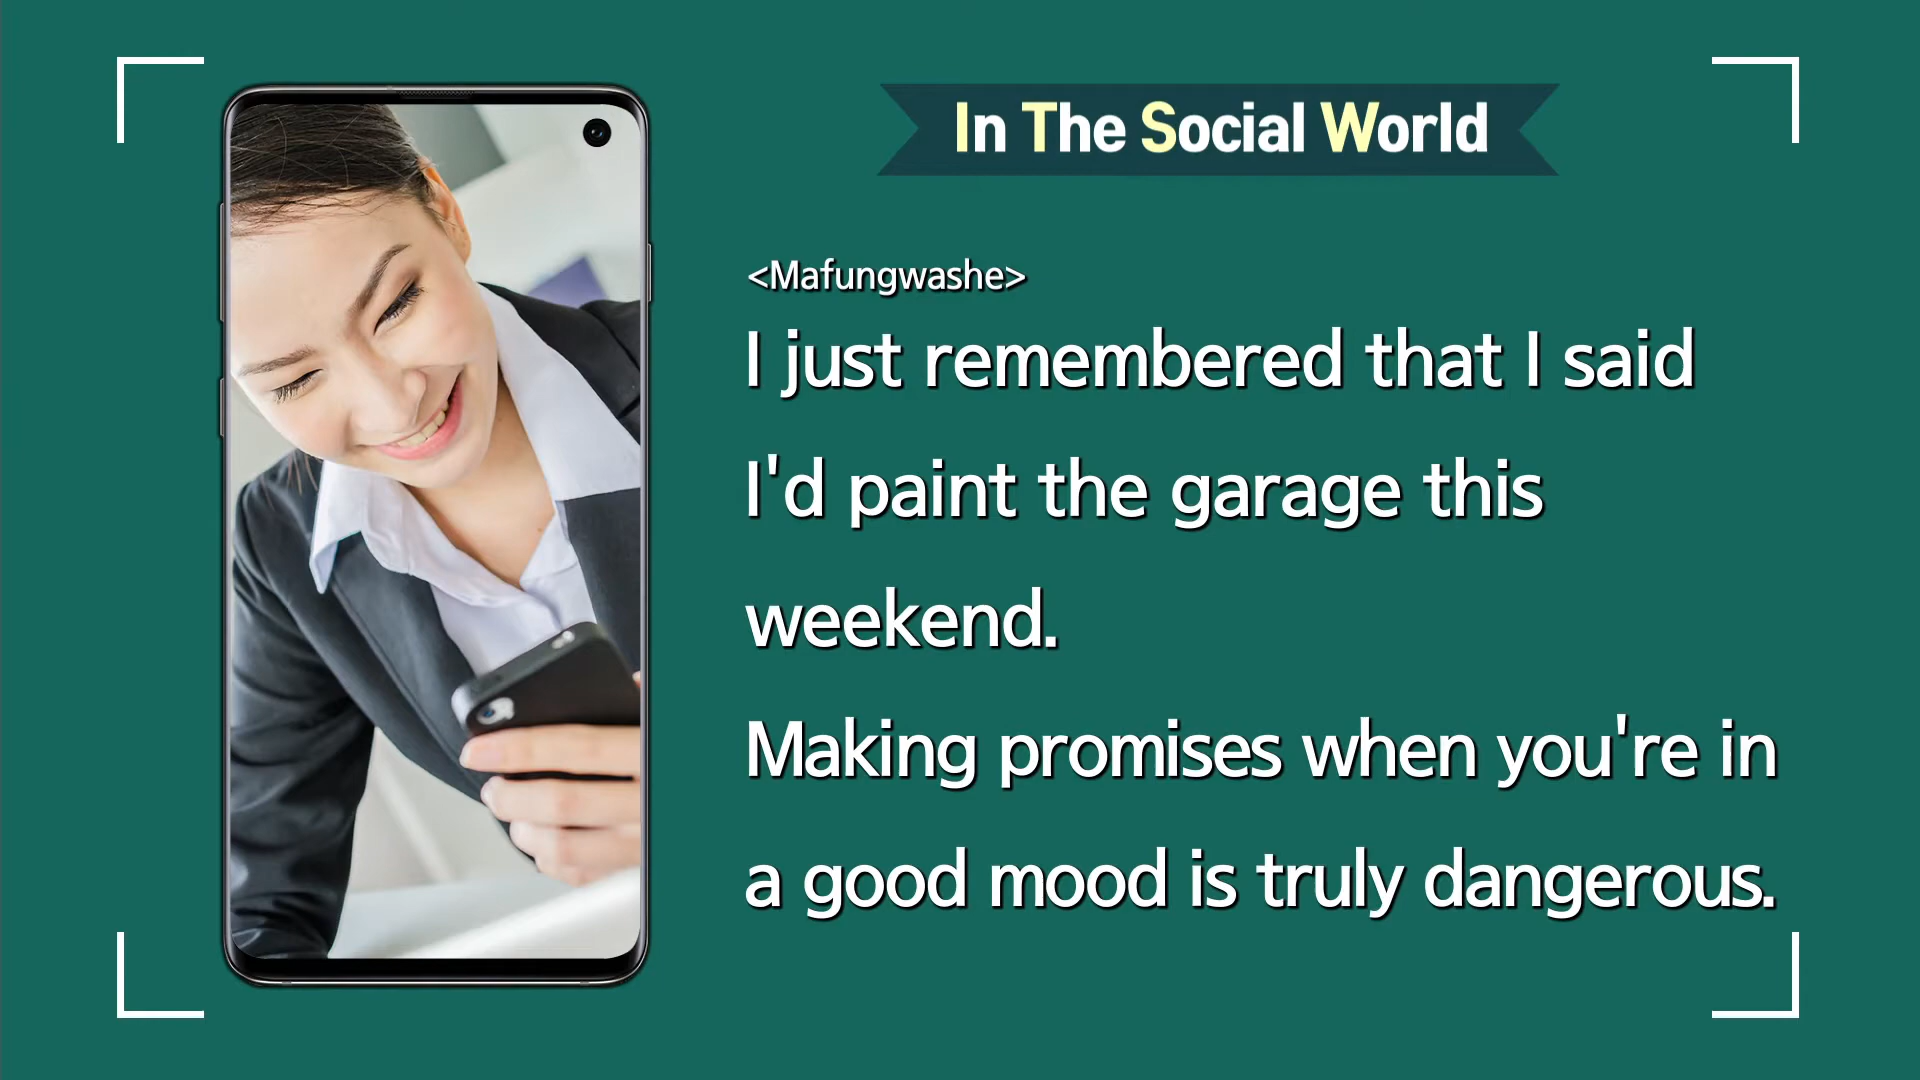 In The Social World
<Mafungwashe>
I just remembered that I said
I'd paint the garage this
weekend.
Making promises when you're in
a good mood is truly dangerous.